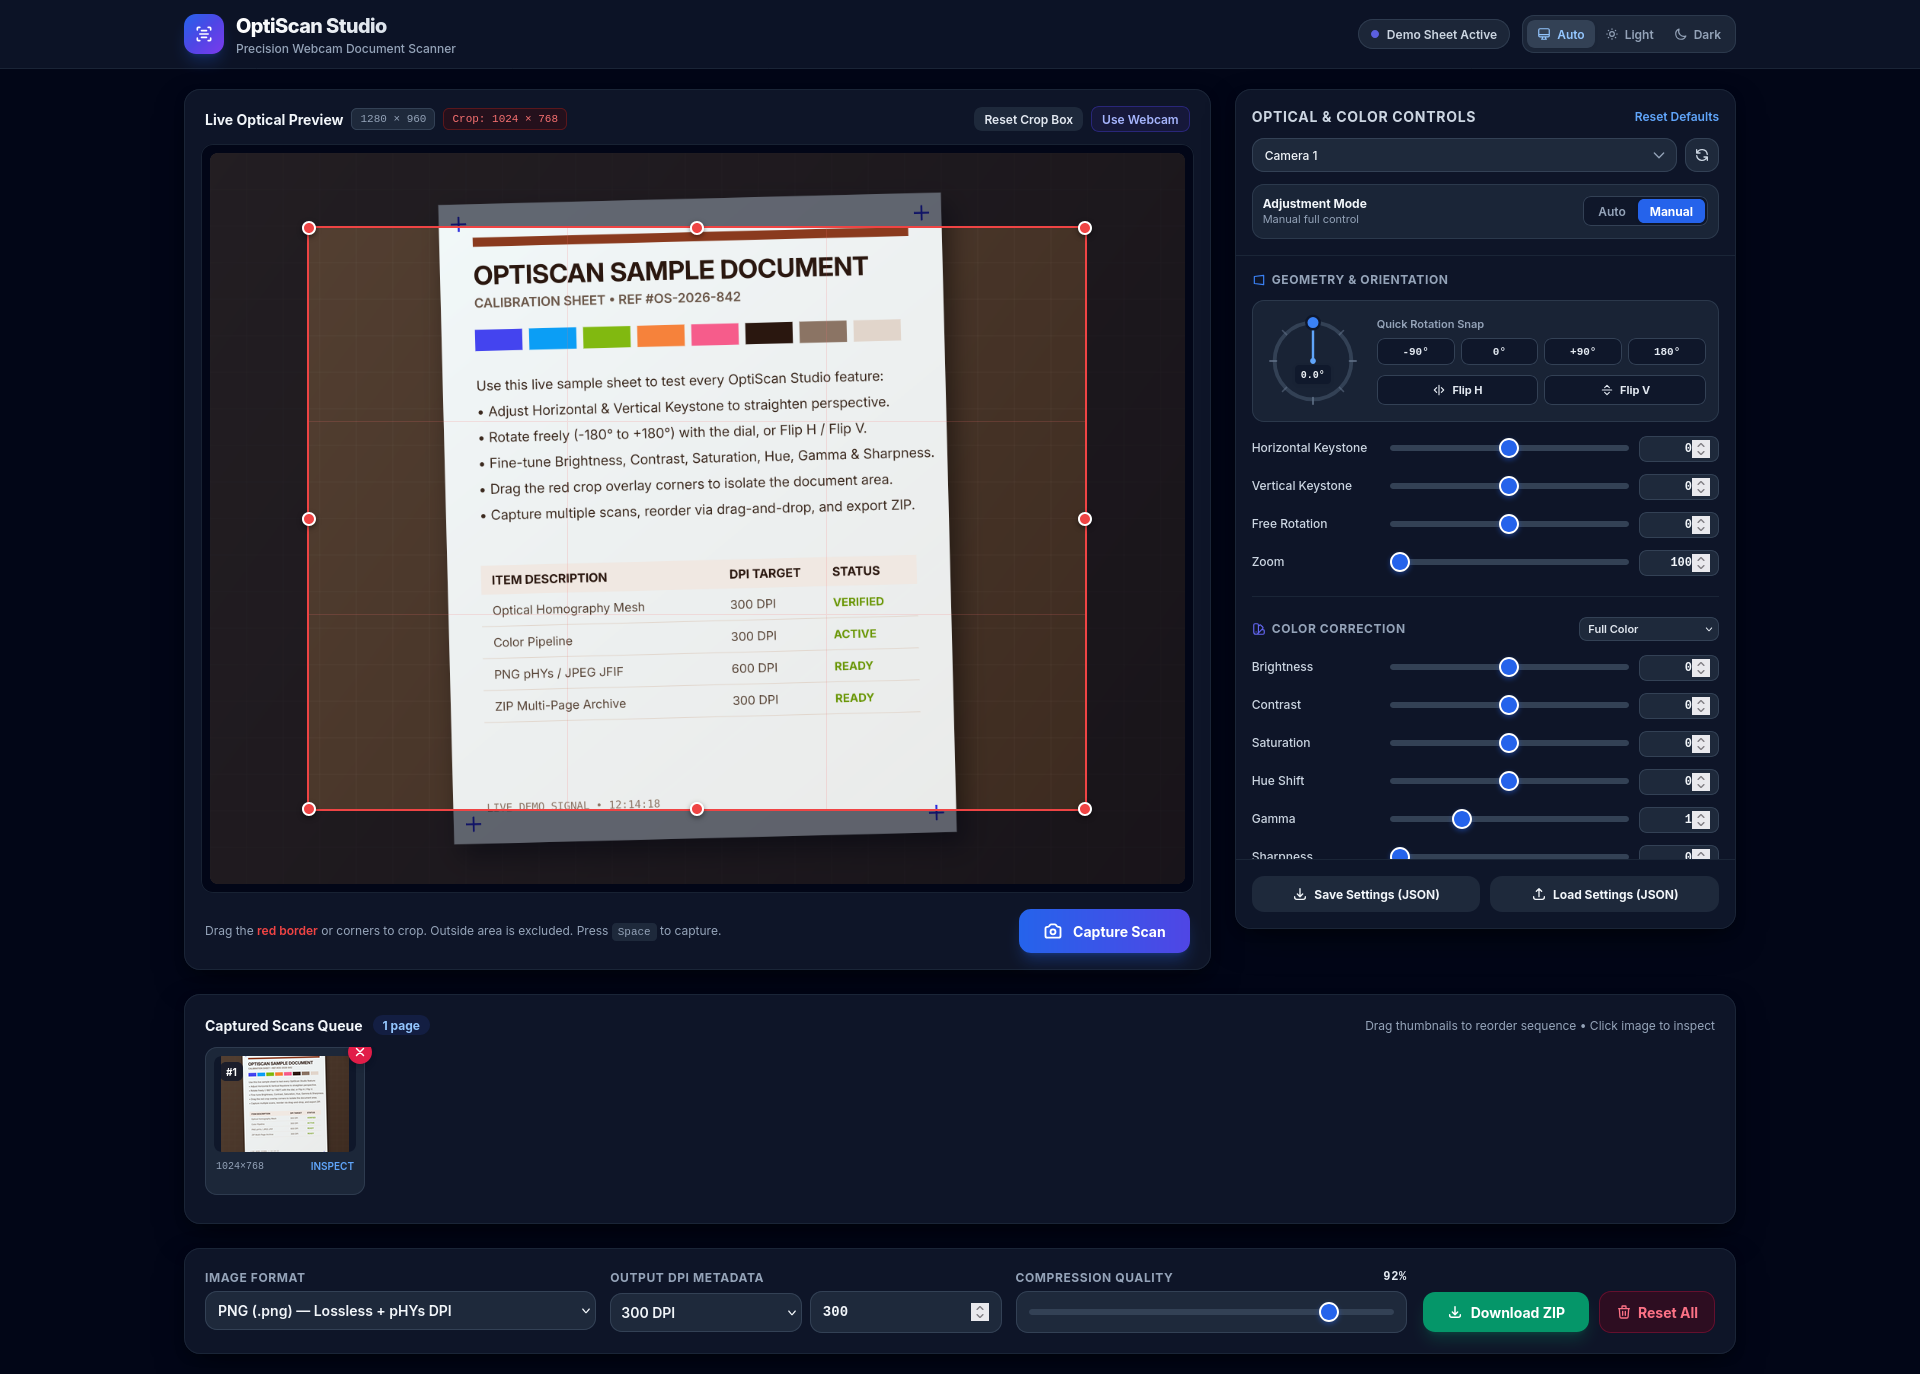 OptiScan Studio
Precision Webcam Document Scanner
Demo Sheet Active
Auto
Light
Dark
Live Optical Preview
1280 × 960
Crop: 1024 × 768
Reset Crop Box
Use Webcam
OPTISCAN SAMPLE DOCUMENT
CALIBRATION SHEET • REF #OS-2026-842
Use this live sample sheet to test every OptiScan Studio feature:
• Adjust Horizontal & Vertical Keystone to straighten perspective.
• Rotate freely (-180° to +180°) with the dial, or Flip H / Flip V.
• Fine-tune Brightness, Contrast, Saturation, Hue, Gamma & Sharpness.
• Drag the red crop overlay corners to isolate the document area.
• Capture multiple scans, reorder via drag-and-drop, and export ZIP.
ITEM DESCRIPTION DPI TARGET STATUS
Optical Homography Mesh 300 DPI VERIFIED
Color Pipeline 300 DPI ACTIVE
PNG pHYs / JPEG JFIF 600 DPI READY
ZIP Multi-Page Archive 300 DPI READY
LIVE DEMO SIGNAL • 12:14:18
Drag the red border or corners to crop. Outside area is excluded. Press Space to capture.
Capture Scan
OPTICAL & COLOR CONTROLS
Reset Defaults
Camera 1
Adjustment Mode
Manual full control
Auto
Manual
GEOMETRY & ORIENTATION
0.0°
Quick Rotation Snap
-90°
0°
+90°
180°
Flip H
Flip V
Horizontal Keystone 0
Vertical Keystone 0
Free Rotation 0
Zoom 100
COLOR CORRECTION
Full Color
Brightness 0
Contrast 0
Saturation 0
Hue Shift 0
Gamma 1
Sharpness 0
Save Settings (JSON)
Load Settings (JSON)
Captured Scans Queue
1 page
Drag thumbnails to reorder sequence • Click image to inspect
#1
OPTISCAN SAMPLE DOCUMENT
1024×768
INSPECT
IMAGE FORMAT
PNG (.png) — Lossless + pHYs DPI
OUTPUT DPI METADATA
300 DPI
300
COMPRESSION QUALITY
92%
Download ZIP
Reset All